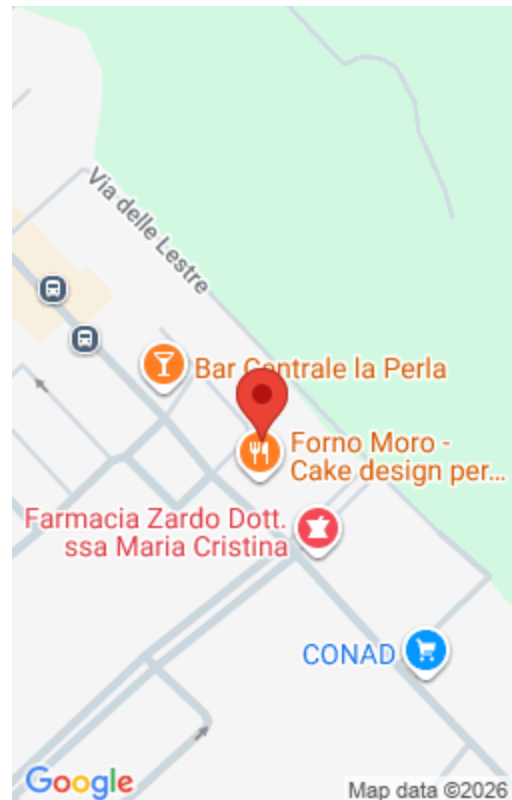 Via delle Lestre
Bar Centrale la Perla
Forno Moro -
Cake design per...
Farmacia Zardo Dott.
ssa Maria Cristina
CONAD
Google
Map data ©2026